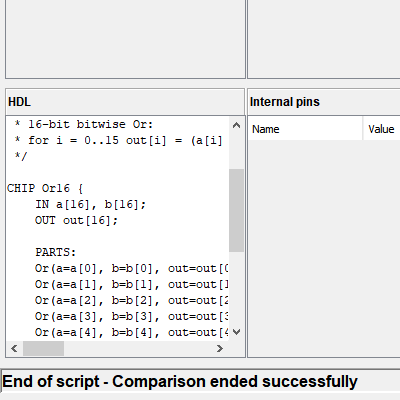 HDL
* 16-bit bitwise Or:
* for i = 0..15 out[i] = (a[i]
*/
CHIP Or16 {
IN a[16], b[16];
OUT out[16];
PARTS:
Or(a=a[0], b=b[0], out=out[0
Or(a=a[1], b=b[1], out=out[1
Or(a=a[2], b=b[2], out=out[2
Or(a=a[3], b=b[3], out=out[3
Or(a=a[4], b=b[4], out=out[4
Internal pins
Name Value
End of script - Comparison ended successfully